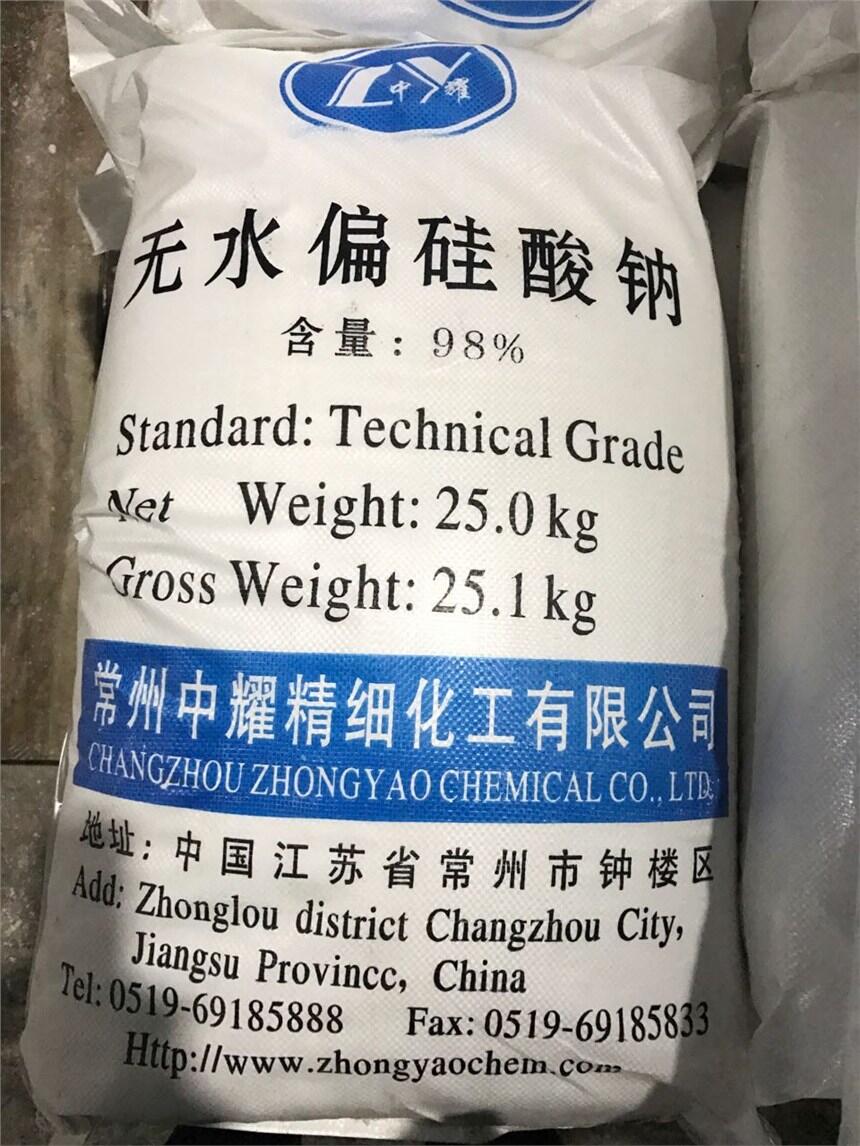 中耀
无水偏硅酸钠
含量：98%
Standard: Technical Grade
Net Weight: 25.0 kg
Gross Weight: 25.1 kg
常州中耀精细化工有限公司
CHANGZHOU ZHONGYAO CHEMICAL CO., LTD.
地址：中国江苏省常州市钟楼区
Add: Zhonglou district Changzhou City,
Jiangsu Provincc, China
Tel: 0519-69185888 Fax: 0519-69185833
Http://www.zhongyaochem.com